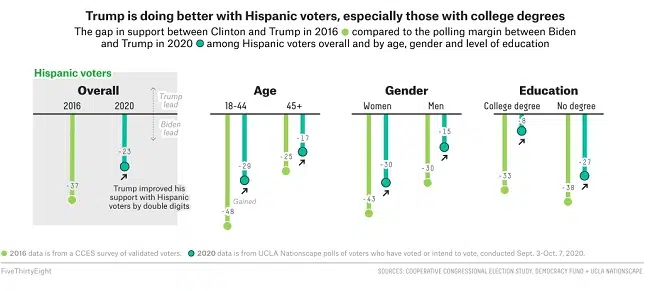 Trump is doing better with Hispanic voters, especially those with college degrees
The gap in support between Clinton and Trump in 2016 compared to the polling margin between Biden
and Trump in 2020 among Hispanic voters overall and by age, gender and level of education
Hispanic voters
Overall
2016
2020
Trump
lead
Biden
lead
-37
-23
Trump improved his
support with Hispanic
voters by double digits
Age
18-44
45+
-48
-29
Gained
-25
-17
Gender
Women
Men
-43
-30
-30
-15
Education
College degree
No degree
-33
-8
-38
-27
2016 data is from a CCES survey of validated voters. 2020 data is from UCLA Nationscape polls of voters who have voted or intend to vote, conducted Sept. 3-Oct. 7, 2020.
FiveThirtyEight
SOURCES: COOPERATIVE CONGRESSIONAL ELECTION STUDY, DEMOCRACY FUND + UCLA NATIONSCAPE